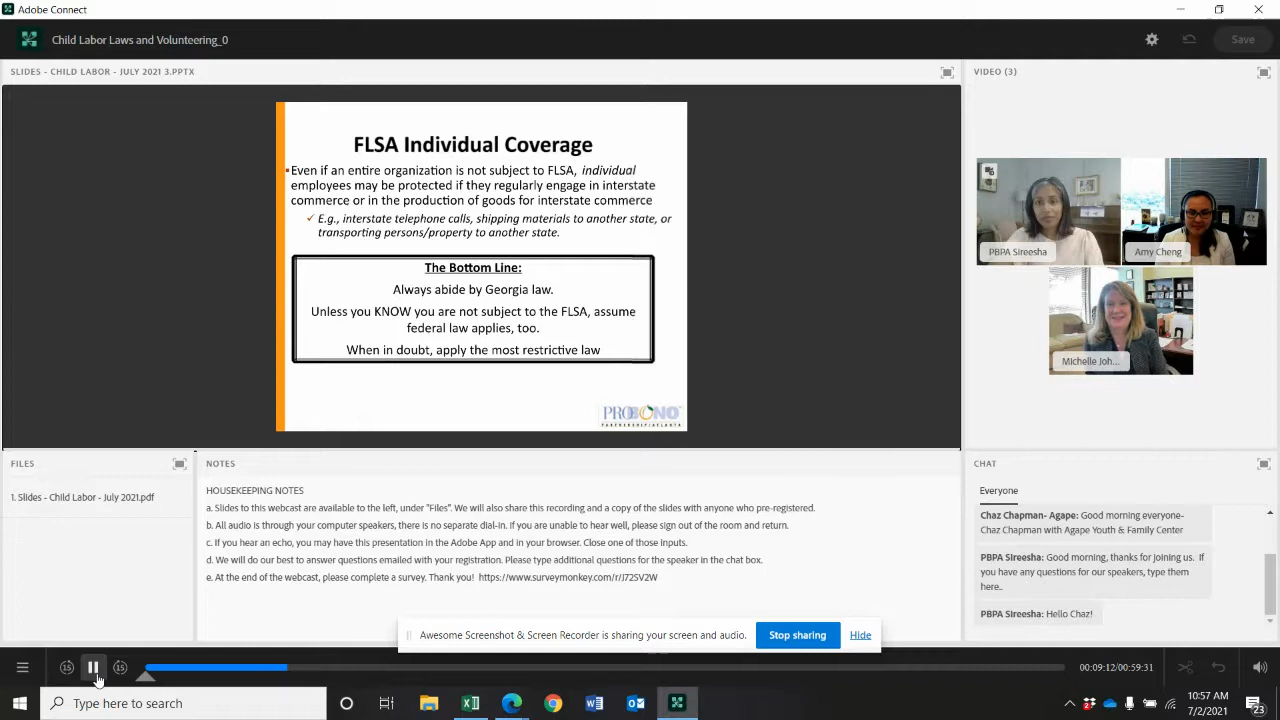 Adobe Connect
Child Labor Laws and Volunteering_0
Save
SLIDES - CHILD LABOR - JULY 2021 3.PPTX
FLSA Individual Coverage
Even if an entire organization is not subject to FLSA, individual
employees may be protected if they regularly engage in interstate
commerce or in the production of goods for interstate commerce
✓ E.g., interstate telephone calls, shipping materials to another state, or
transporting persons/property to another state.
The Bottom Line:
Always abide by Georgia law.
Unless you KNOW you are not subject to the FLSA, assume
federal law applies, too.
When in doubt, apply the most restrictive law
PROBONO
PARTNERSHIP/ATLANTA
VIDEO (3)
PBPA Sireesha
Amy Cheng
Michelle Joh...
FILES
1. Slides - Child Labor - July 2021.pdf
NOTES
HOUSEKEEPING NOTES
a. Slides to this webcast are available to the left, under "Files". We will also share this recording and a copy of the slides with anyone who pre-registered.
b. All audio is through your computer speakers, there is no separate dial-in. If you are unable to hear well, please sign out of the room and return.
c. If you hear an echo, you may have this presentation in the Adobe App and in your browser. Close one of those inputs.
d. We will do our best to answer questions emailed with your registration. Please type additional questions for the speaker in the chat box.
e. At the end of the webcast, please complete a survey. Thank you! https://www.surveymonkey.com/r/J72SV2W
CHAT
Everyone
Chaz Chapman- Agape: Good morning everyone-
Chaz Chapman with Agape Youth & Family Center
PBPA Sireesha: Good morning, thanks for joining us. If
you have any questions for our speakers, type them
here..
PBPA Sireesha: Hello Chaz!
Awesome Screenshot & Screen Recorder is sharing your screen and audio.
Stop sharing
Hide
15
15
00:09:12/00:59:31
Type here to search
10:57 AM
7/2/2021
23